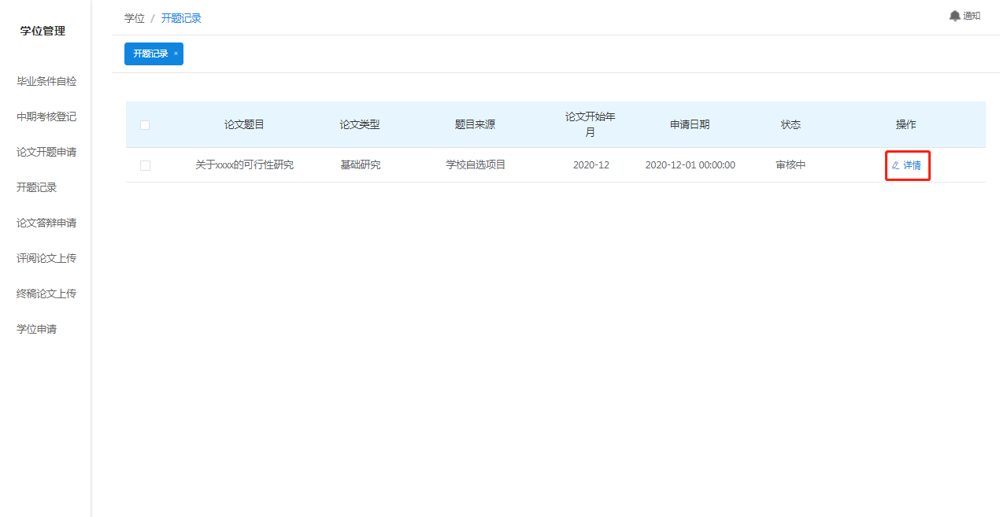 学位管理
毕业条件自检
中期考核登记
论文开题申请
开题记录
论文答辩申请
评阅论文上传
终稿论文上传
学位申请
学位 / 开题记录
通知
开题记录 ×
论文题目 论文类型 题目来源 论文开始年 申请日期 状态 操作
月
关于xxxx的可行性研究 基础研究 学校自选项目 2020-12 2020-12-01 00:00:00 审核中 详情